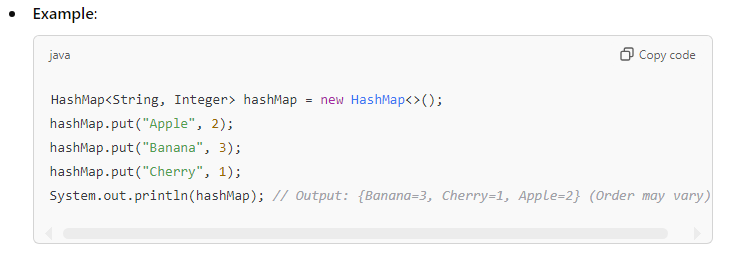 Example:
java
Copy code
HashMap<String, Integer> hashMap = new HashMap<>();
hashMap.put("Apple", 2);
hashMap.put("Banana", 3);
hashMap.put("Cherry", 1);
System.out.println(hashMap); // Output: {Banana=3, Cherry=1, Apple=2} (Order may vary)